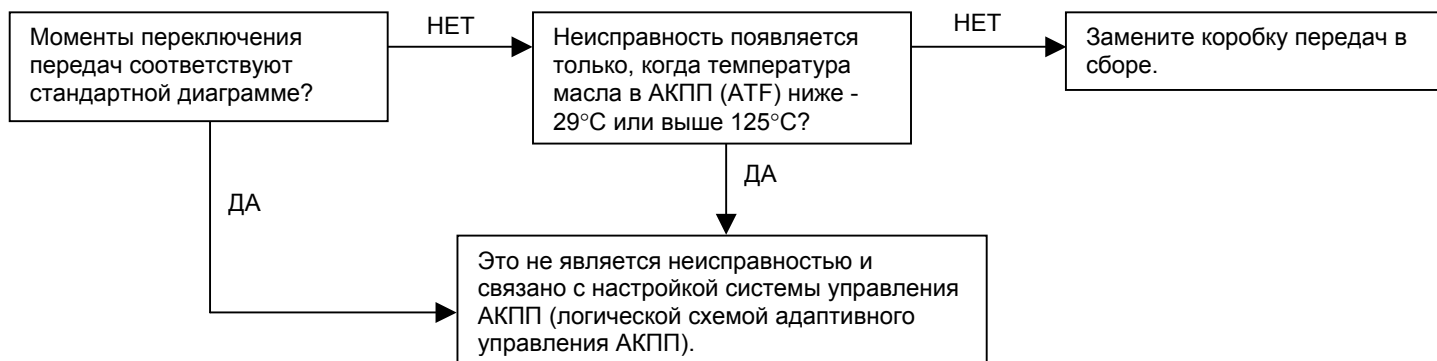 Моменты переключения
передач соответствуют
стандартной диаграмме?
НЕТ
Неисправность появляется
только, когда температура
масла в АКПП (ATF) ниже -
29°C или выше 125°C?
НЕТ
Замените коробку передач в
сборе.
ДА
ДА
Это не является неисправностью и
связано с настройкой системы управления
АКПП (логической схемой адаптивного
управления АКПП).